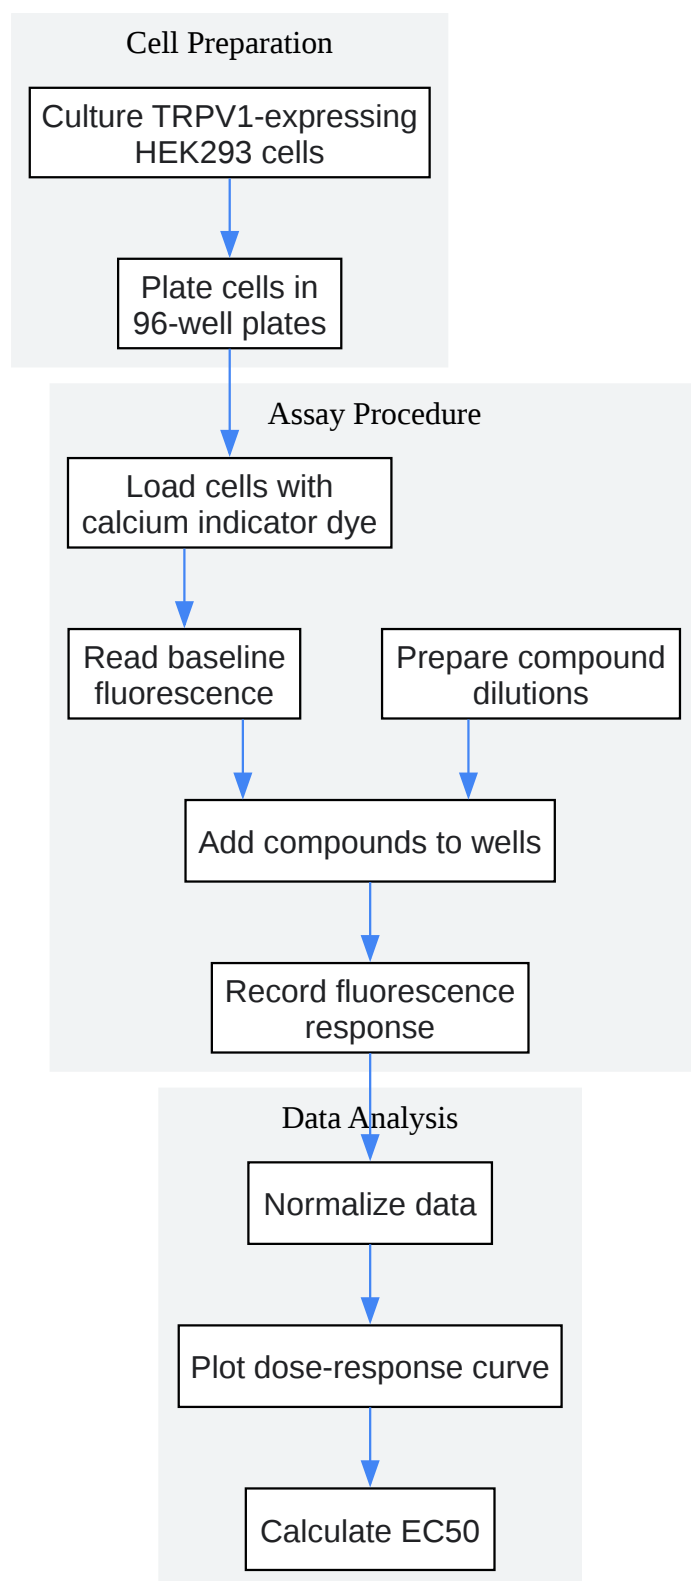 Cell Preparation
Culture TRPV1-expressing
HEK293 cells
Plate cells in
96-well plates
Assay Procedure
Load cells with
calcium indicator dye
Read baseline
fluorescence
Prepare compound
dilutions
Add compounds to wells
Record fluorescence
response
Data Analysis
Normalize data
Plot dose-response curve
Calculate EC50